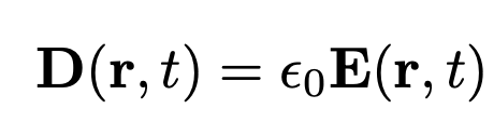 𝐃(𝐫, t) = ϵ₀𝐄(𝐫, t)